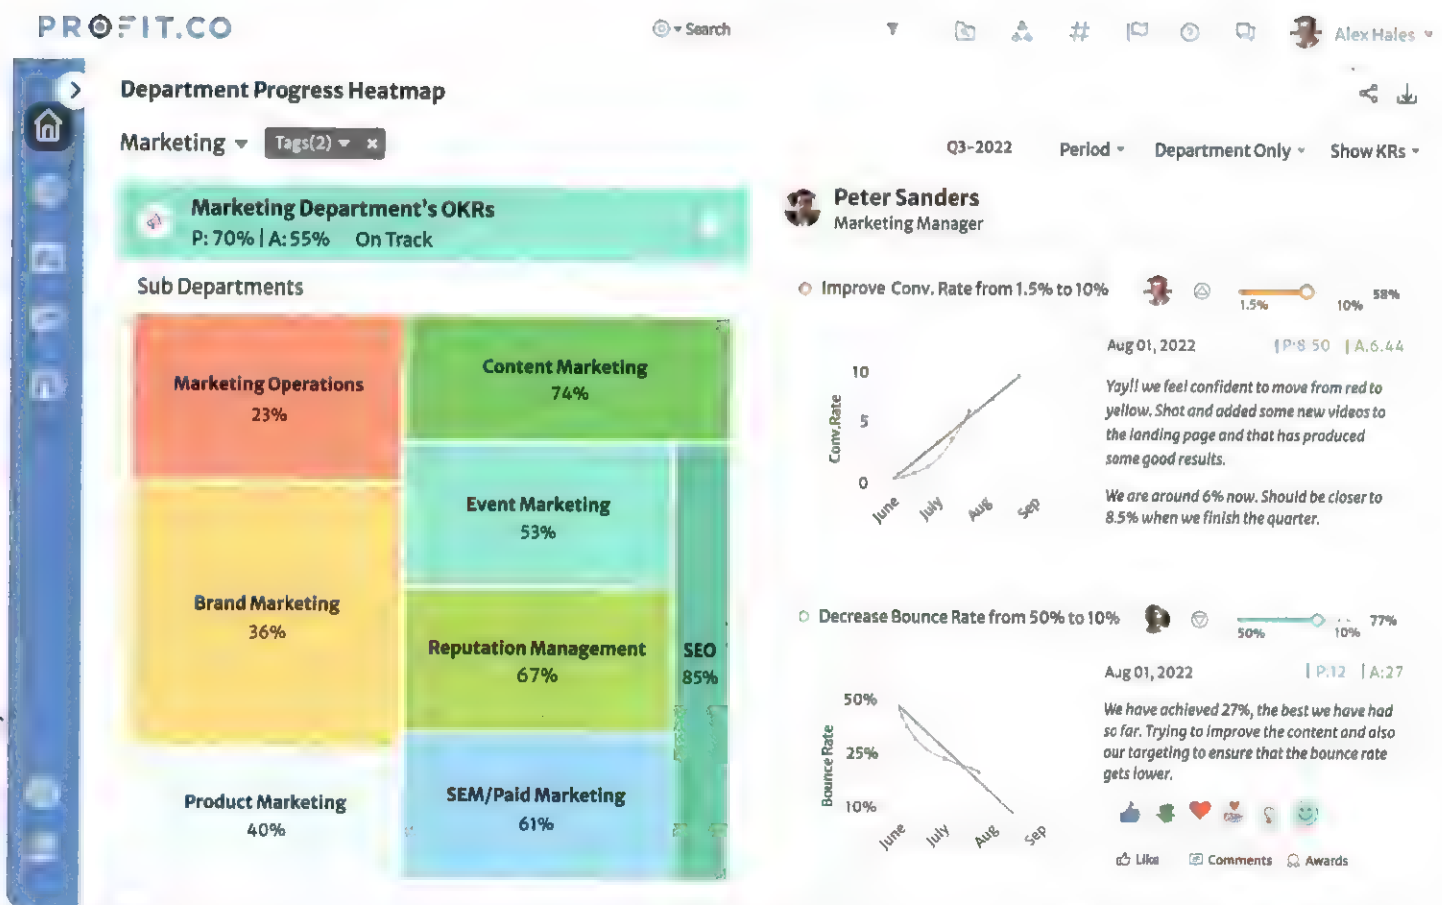 PROFIT.CO
Search
Alex Hales
Department Progress Heatmap
Marketing
Tags(2)
Q3-2022
Period
Department Only
Show KRs
Marketing Department's OKRs
P: 70% | A: 55% On Track
Sub Departments
Marketing Operations
23%
Content Marketing
74%
Event Marketing
53%
Brand Marketing
36%
Reputation Management
67%
SEO
85%
Product Marketing
40%
SEM/Paid Marketing
61%
Peter Sanders
Marketing Manager
Improve Conv. Rate from 1.5% to 10%
1.5%
10%
58%
Conv.Rate
10
5
0
June
July
Aug
Sep
Aug 01, 2022
P:8.50
A.6.44
Yay!! we feel confident to move from red to
yellow. Shot and added some new videos to
the landing page and that has produced
some good results.
We are around 6% now. Should be closer to
8.5% when we finish the quarter.
Decrease Bounce Rate from 50% to 10%
50%
10%
77%
Bounce Rate
50%
25%
10%
June
July
Aug
Sep
Aug 01, 2022
P:12
A:27
We have achieved 27%, the best we have had
so far. Trying to improve the content and also
our targeting to ensure that the bounce rate
gets lower.
Like
Comments
Awards